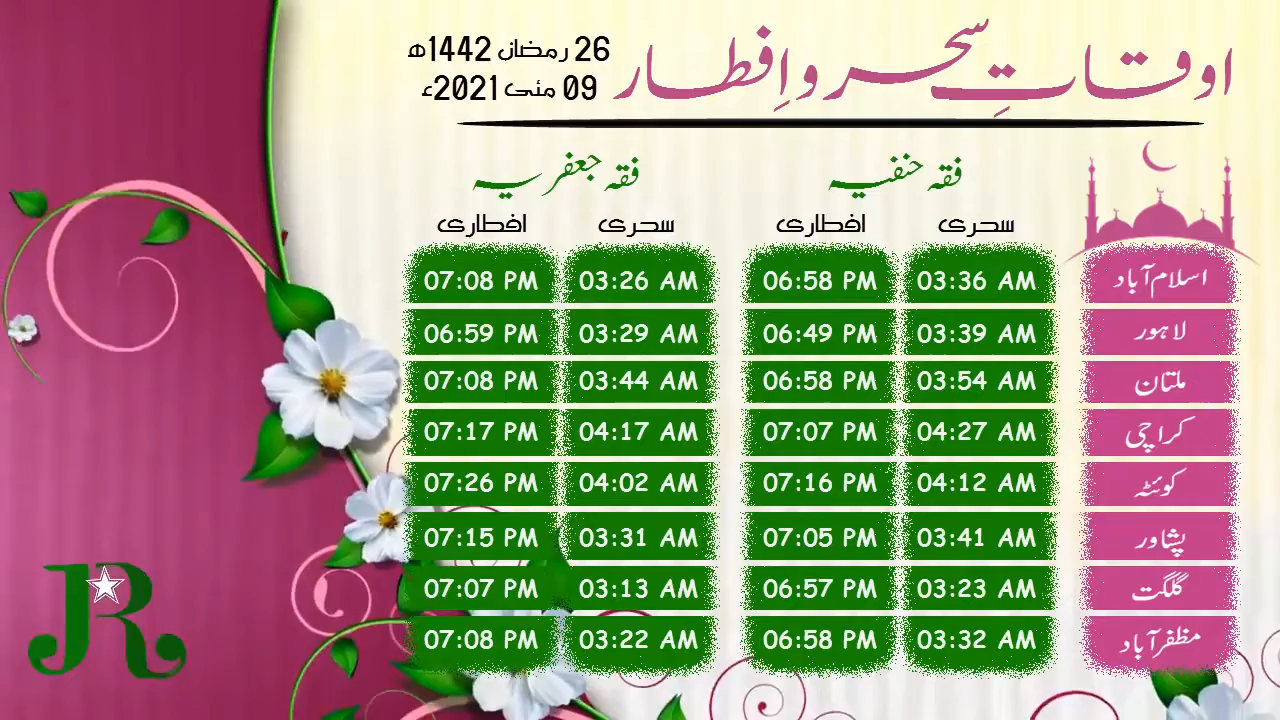 اوقاتِ سحر و اِفطار
26 رمضان 1442ھ
09 مئی 2021ء
فقہ حنفیہ فقہ جعفریہ
سحری افطاری سحری افطاری
اسلام آباد 03:36 AM 06:58 PM 03:26 AM 07:08 PM
لاہور 03:39 AM 06:49 PM 03:29 AM 06:59 PM
ملتان 03:54 AM 06:58 PM 03:44 AM 07:08 PM
کراچی 04:27 AM 07:07 PM 04:17 AM 07:17 PM
کوئٹہ 04:12 AM 07:16 PM 04:02 AM 07:26 PM
پشاور 03:41 AM 07:05 PM 03:31 AM 07:15 PM
گلگت 03:23 AM 06:57 PM 03:13 AM 07:07 PM
مظفر آباد 03:32 AM 06:58 PM 03:22 AM 07:08 PM
JR